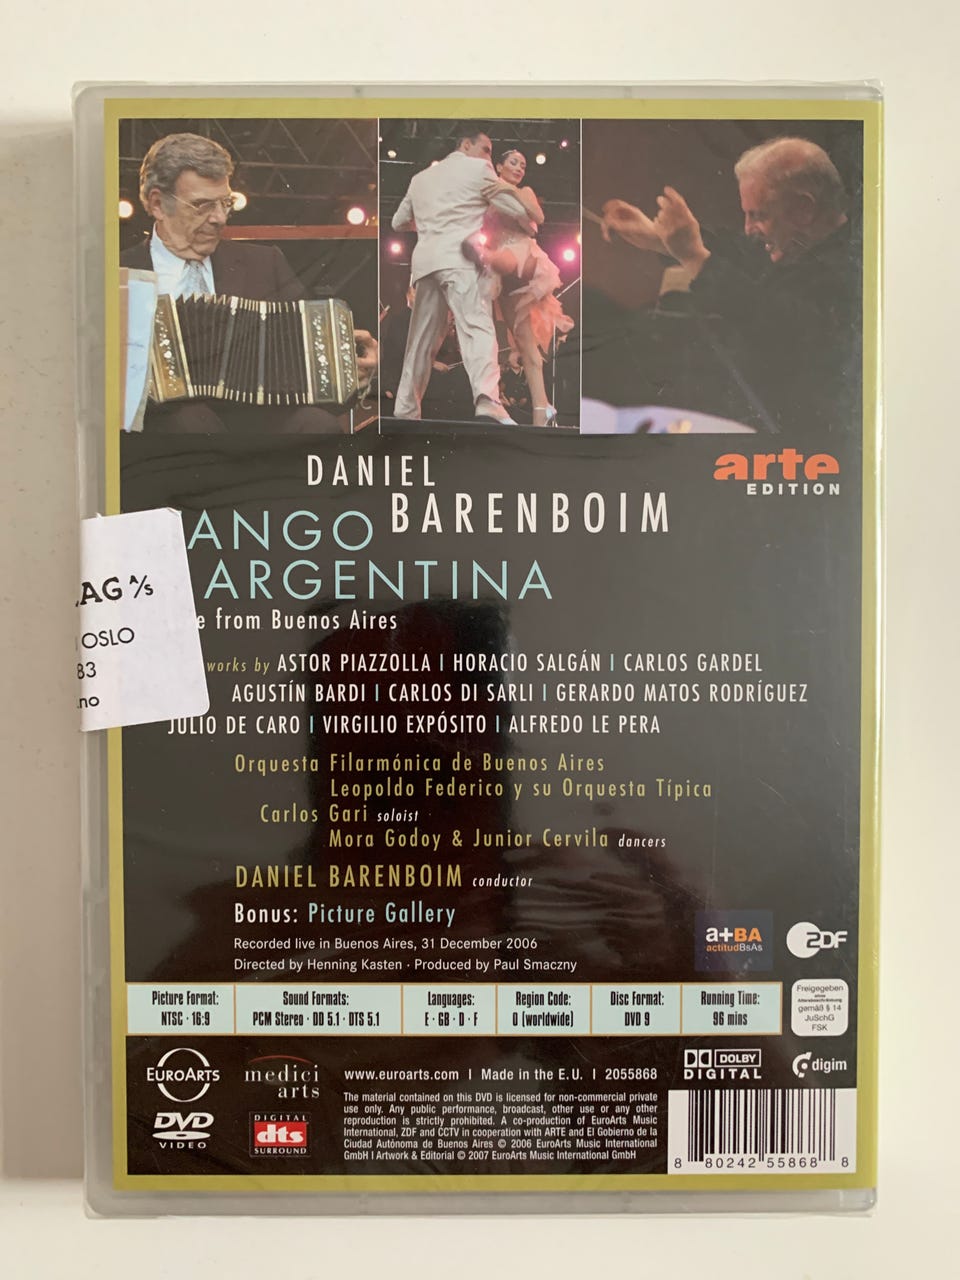 DANIEL
BARENBOIM
arte
EDITION
ANGO
ARGENTINA
e from Buenos Aires
LAG A/S
OSLO
83
.no
works by ASTOR PIAZZOLLA | HORACIO SALGÁN | CARLOS GARDEL
AGUSTÍN BARDI | CARLOS DI SARLI | GERARDO MATOS RODRÍGUEZ
JULIO DE CARO | VIRGILIO EXPÓSITO | ALFREDO LE PERA
Orquesta Filarmónica de Buenos Aires
Leopoldo Federico y su Orquesta Típica
Carlos Gari soloist
Mora Godoy & Junior Cervila dancers
DANIEL BARENBOIM conductor
Bonus: Picture Gallery
Recorded live in Buenos Aires, 31 December 2006
Directed by Henning Kasten · Produced by Paul Smaczny
a+BA
actitudBsAs
ZDF
Picture Format:
NTSC · 16:9
Sound Formats:
PCM Stereo · DD 5.1 · DTS 5.1
Languages:
E · GB · D · F
Region Code:
0 (worldwide)
Disc Format:
DVD 9
Running Time:
96 mins
Freigegeben
ohne
Altersbeschränkung
gemäß § 14
JuSchG
FSK
EUROARTS
medici
arts
www.euroarts.com | Made in the E.U. | 2055868
DOLBY
DIGITAL
digim
DVD
VIDEO
DIGITAL
dts
SURROUND
The material contained on this DVD is licensed for non-commercial private
use only. Any public performance, broadcast, other use or any other
reproduction is strictly prohibited. A co-production of EuroArts Music
International, ZDF and CCTV in cooperation with ARTE and El Gobierno de la
Ciudad Autónoma de Buenos Aires © 2006 EuroArts Music International
GmbH | Artwork & Editorial © 2007 EuroArts Music International GmbH
8 80242 55868 8